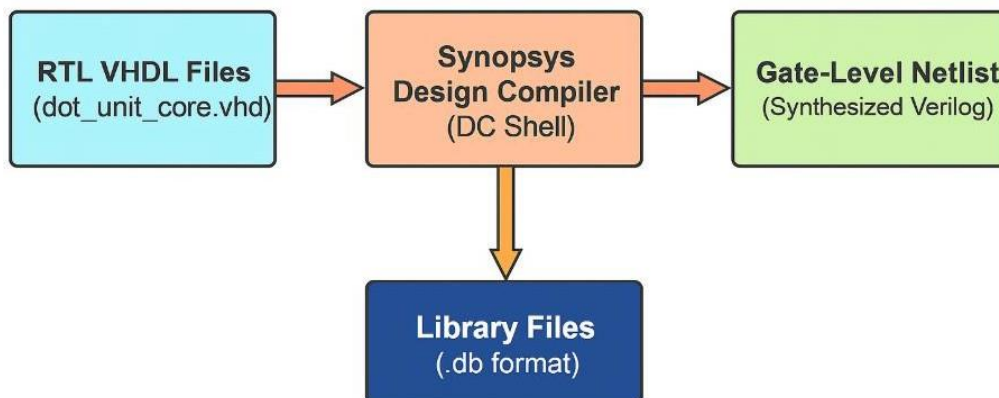 RTL VHDL Files
(dot_unit_core.vhd)
Synopsys
Design Compiler
(DC Shell)
Gate-Level Netlist
(Synthesized Verilog)
Library Files
(.db format)